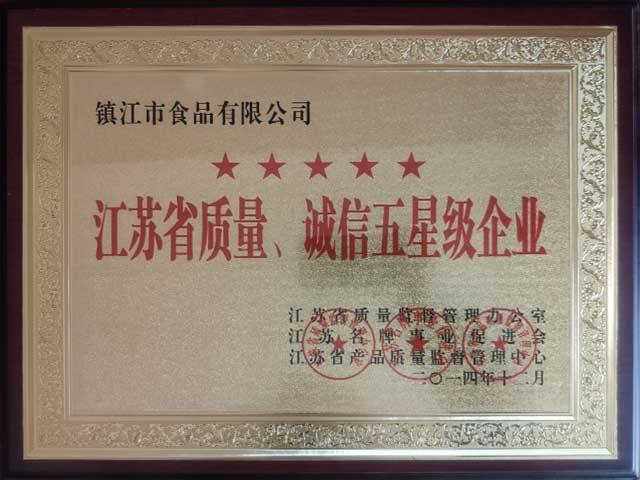 镇江市食品有限公司
江苏省质量、诚信五星级企业
江苏省质量监督管理办公室
江苏名牌事业促进会
江苏省产品质量监督管理中心
二〇一四年十二月